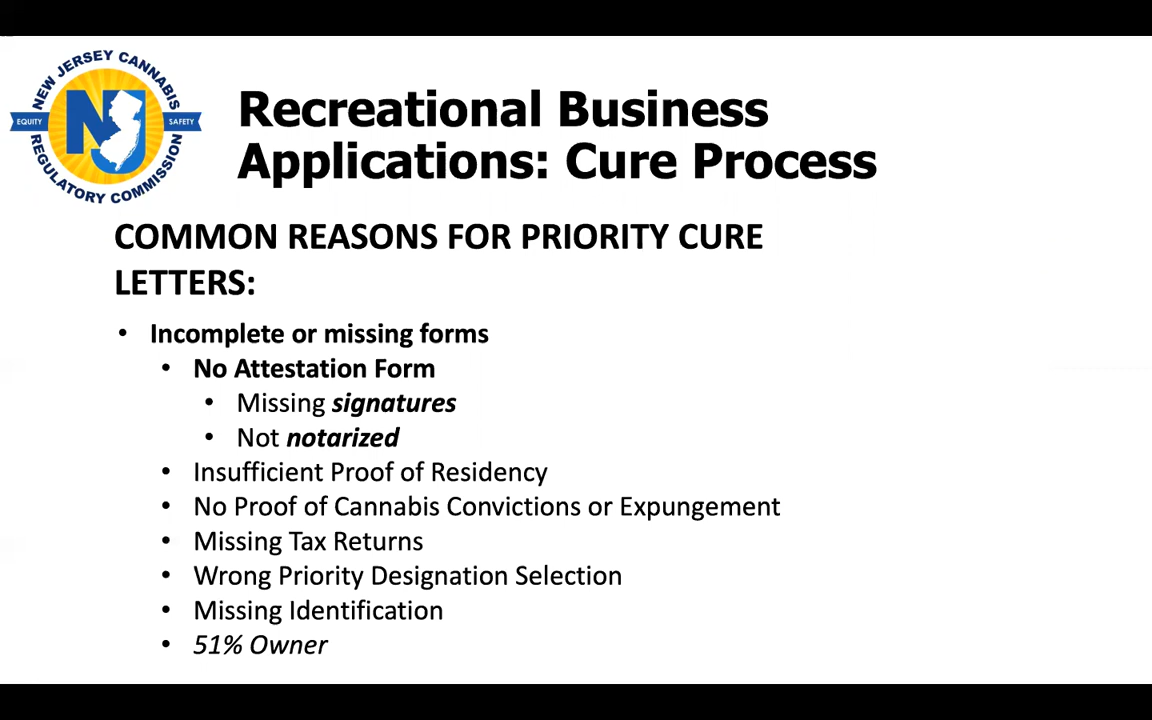 NEW JERSEY CANNABIS
EQUITY
NJ
SAFETY
REGULATORY COMMISSION
Recreational Business
Applications: Cure Process
COMMON REASONS FOR PRIORITY CURE
LETTERS:
• Incomplete or missing forms
• No Attestation Form
• Missing signatures
• Not notarized
• Insufficient Proof of Residency
• No Proof of Cannabis Convictions or Expungement
• Missing Tax Returns
• Wrong Priority Designation Selection
• Missing Identification
• 51% Owner